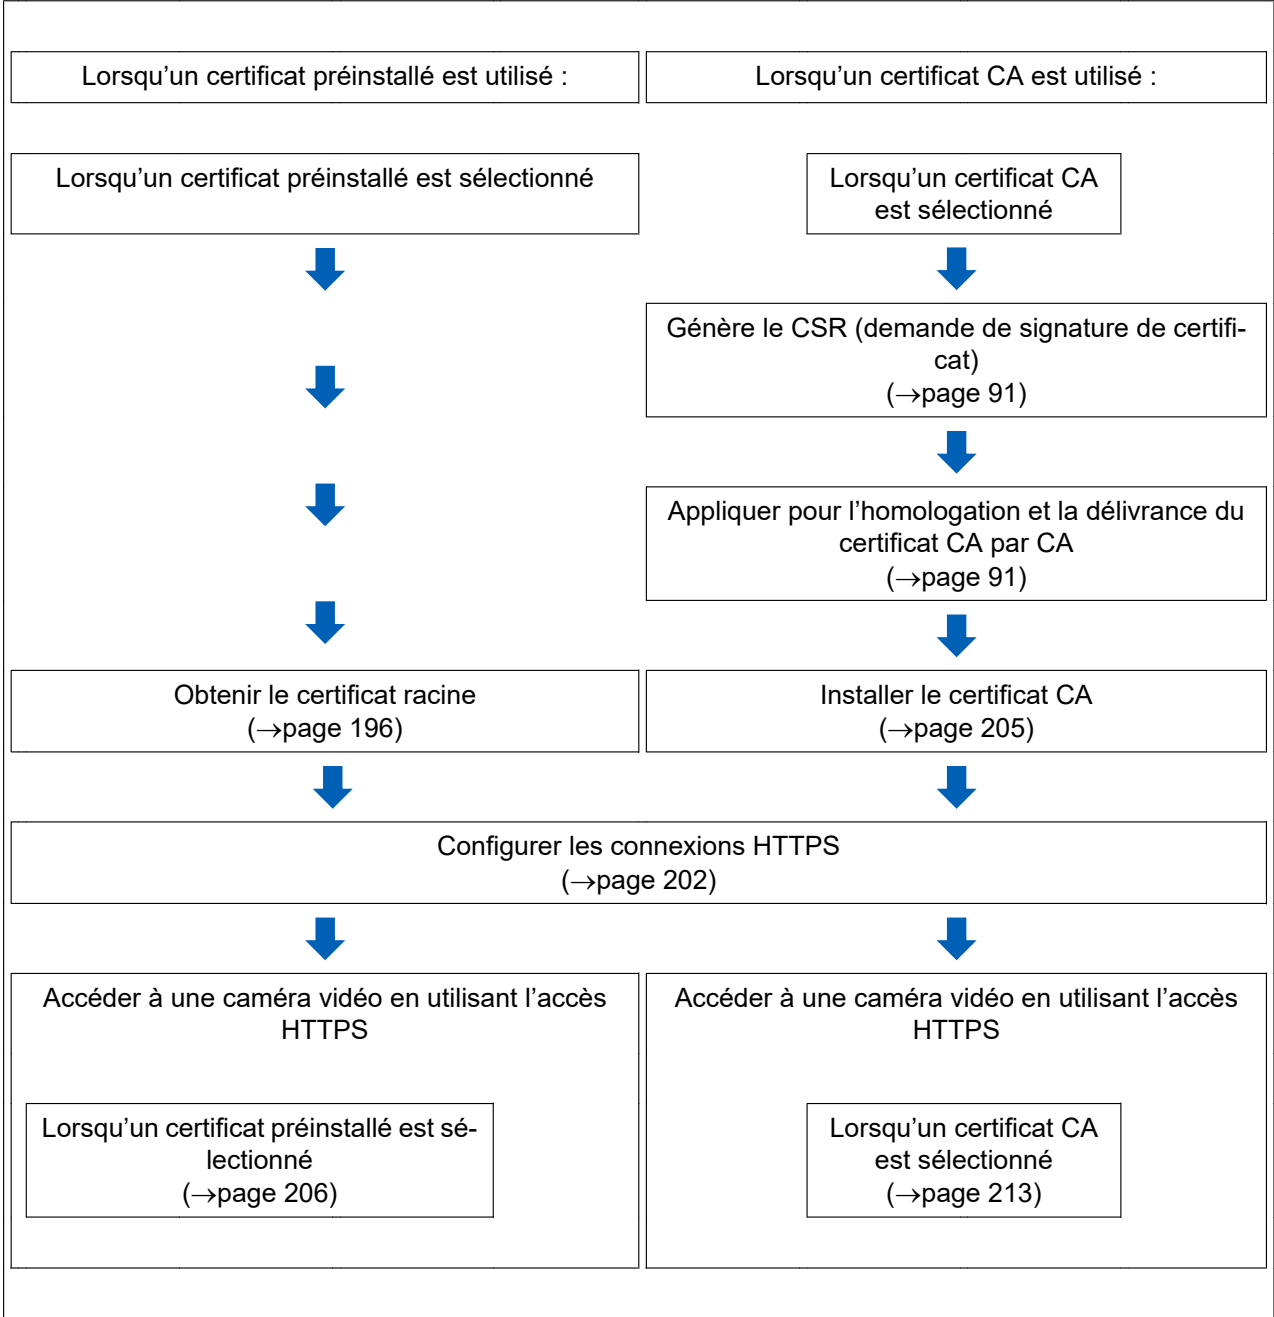 Lorsqu’un certificat préinstallé est utilisé :
Lorsqu’un certificat CA est utilisé :
Lorsqu’un certificat préinstallé est sélectionné
Lorsqu’un certificat CA
est sélectionné
Génère le CSR (demande de signature de certifi-
cat)
(→page 91)
Appliquer pour l’homologation et la délivrance du
certificat CA par CA
(→page 91)
Obtenir le certificat racine
(→page 196)
Installer le certificat CA
(→page 205)
Configurer les connexions HTTPS
(→page 202)
Accéder à une caméra vidéo en utilisant l’accès
HTTPS
Lorsqu’un certificat préinstallé est sé-
lectionné
(→page 206)
Accéder à une caméra vidéo en utilisant l’accès
HTTPS
Lorsqu’un certificat CA
est sélectionné
(→page 213)